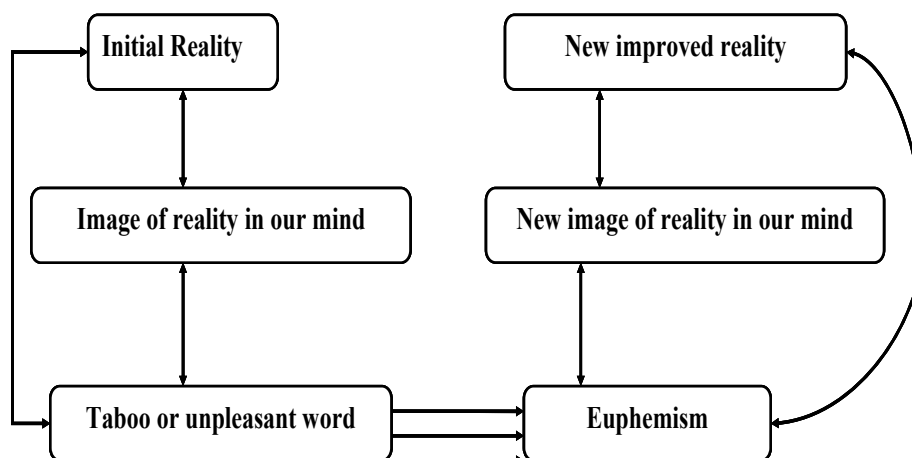 Initial Reality
New improved reality
Image of reality in our mind
New image of reality in our mind
Taboo or unpleasant word
Euphemism